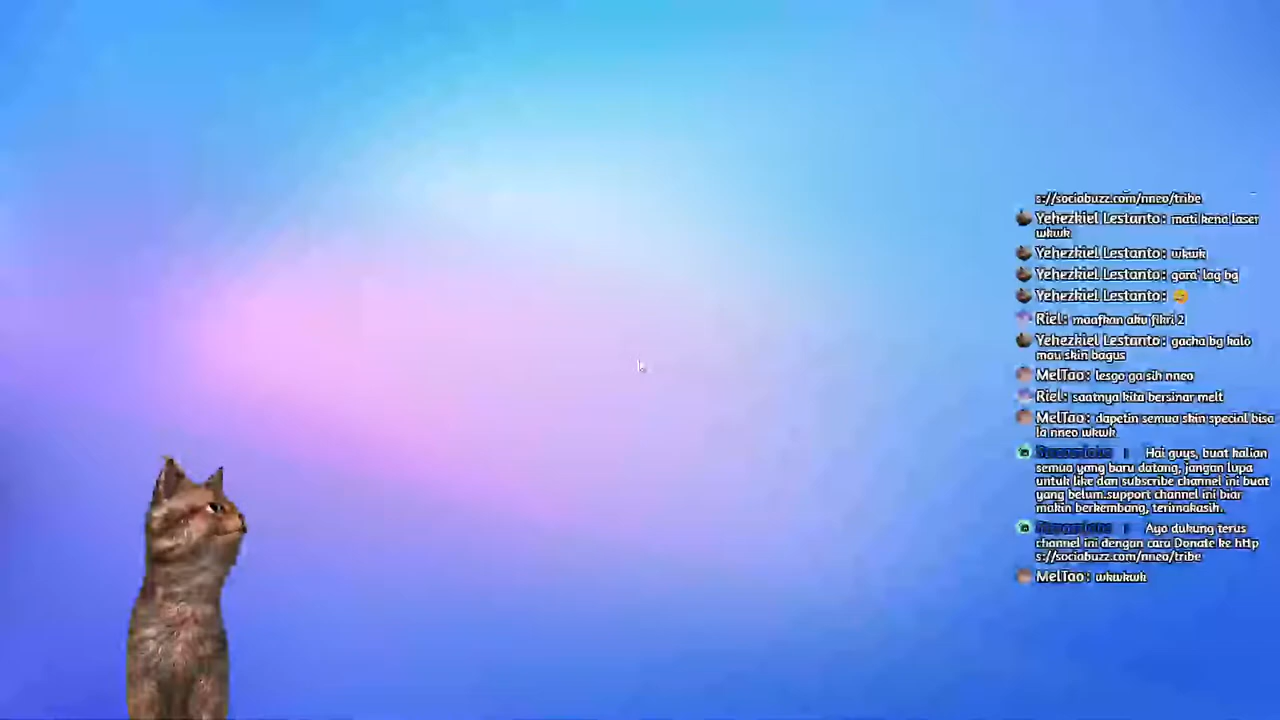 s://sociabuzz.com/nneo/tribe
Yehezkiel Lestanto: mati kena laser
wkwk
Yehezkiel Lestanto: wkwk
Yehezkiel Lestanto: gara' lag bg
Yehezkiel Lestanto:
Riel: maafkan aku fikri 2
Yehezkiel Lestanto: gacha bg kalo
mau skin bagus
MelTao: lesgo ga sih nneo
Riel: saatnya kita bersinar melt
MelTao: dapetin semua skin special bisa
la nneo wkwk
: Hai guys, buat kalian
semua yang baru datang, jangan lupa
untuk like dan subscribe channel ini buat
yang belum.support channel ini biar
makin berkembang, terimakasih.
: Ayo dukung terus
channel ini dengan cara Donate ke http
s://sociabuzz.com/nneo/tribe
MelTao: wkwkwk